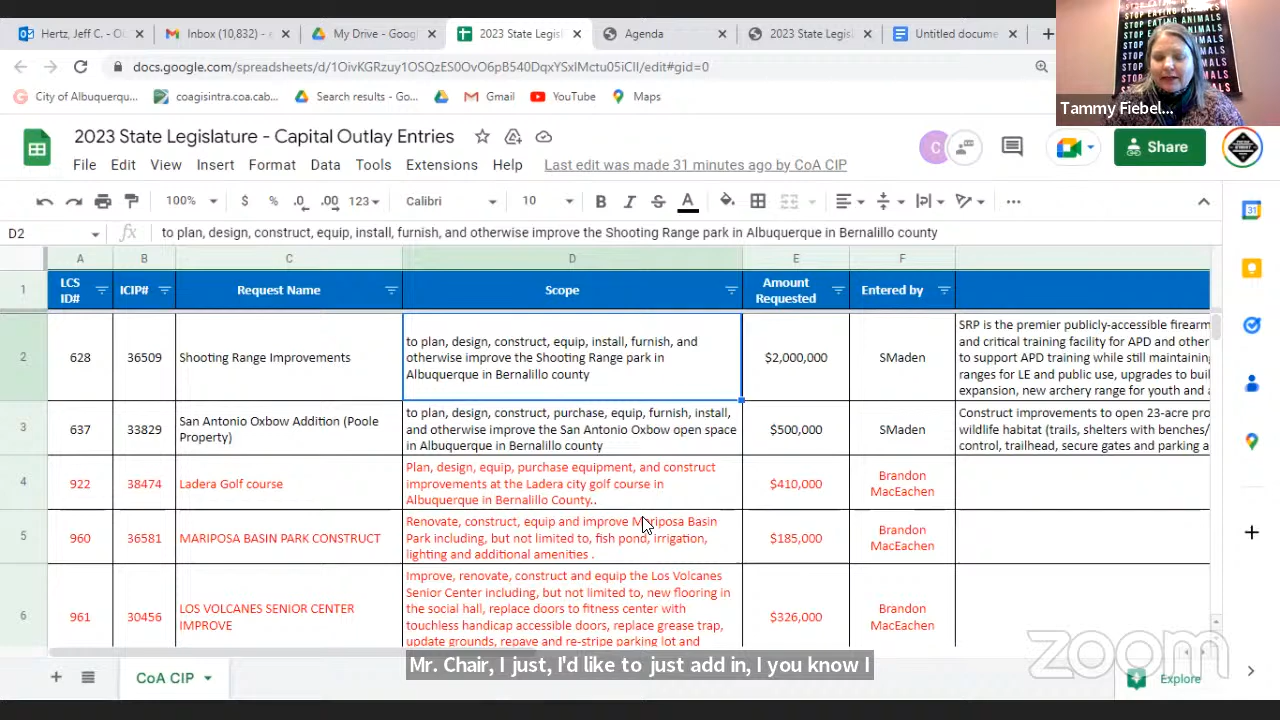 Hertz, Jeff C. - Ou
Inbox (10,832) - e
My Drive - Googl
2023 State Legisl
Agenda
2023 State Legisla
Untitled docume
docs.google.com/spreadsheets/d/1OivKGRzuy1OSQzES0OvO6pB540DqxYSxlMctu05iCII/edit#gid=0
City of Albuquerqu...
coagisintra.coa.cab...
Search results - Go...
Gmail
YouTube
Maps
STOP EATING ANIMALS
Tammy Fiebel...
2023 State Legislature - Capital Outlay Entries
File Edit View Insert Format Data Tools Extensions Help Last edit was made 31 minutes ago by CoA CIP
C
Share
100% $ % .0 .00 123 Calibri 10 B I S A
31
D2 fx to plan, design, construct, equip, install, furnish, and otherwise improve the Shooting Range park in Albuquerque in Bernalillo county
A B C D E F
1 LCS ID# ICIP# Request Name Scope Amount Requested Entered by
2 628 36509 Shooting Range Improvements
to plan, design, construct, equip, install, furnish, and
otherwise improve the Shooting Range park in
Albuquerque in Bernalillo county
$2,000,000 SMaden
SRP is the premier publicly-accessible firearm
and critical training facility for APD and other
to support APD training while still maintaining
ranges for LE and public use, upgrades to buil
expansion, new archery range for youth and a
3 637 33829 San Antonio Oxbow Addition (Poole
Property)
to plan, design, construct, purchase, equip, furnish, install,
and otherwise improve the San Antonio Oxbow open space
in Albuquerque in Bernalillo county
$500,000 SMaden
Construct improvements to open 23-acre pro
wildlife habitat (trails, shelters with benches/
control, trailhead, secure gates and parking a
4 922 38474 Ladera Golf course
Plan, design, equip, purchase equipment, and construct
improvements at the Ladera city golf course in
Albuquerque in Bernalillo County..
$410,000 Brandon
MacEachen
5 960 36581 MARIPOSA BASIN PARK CONSTRUCT
Renovate, construct, equip and improve Mariposa Basin
Park including, but not limited to, fish pond, irrigation,
lighting and additional amenities .
$185,000 Brandon
MacEachen
6 961 30456 LOS VOLCANES SENIOR CENTER
IMPROVE
Improve, renovate, construct and equip the Los Volcanes
Senior Center including, but not limited to, new flooring in
the social hall, replace doors to fitness center with
touchless handicap accessible doors, replace grease trap,
update grounds, repave and re-stripe parking lot and
$326,000 Brandon
MacEachen
zoom
Mr. Chair, I just, I'd like to just add in, I you know I
CoA CIP
Explore